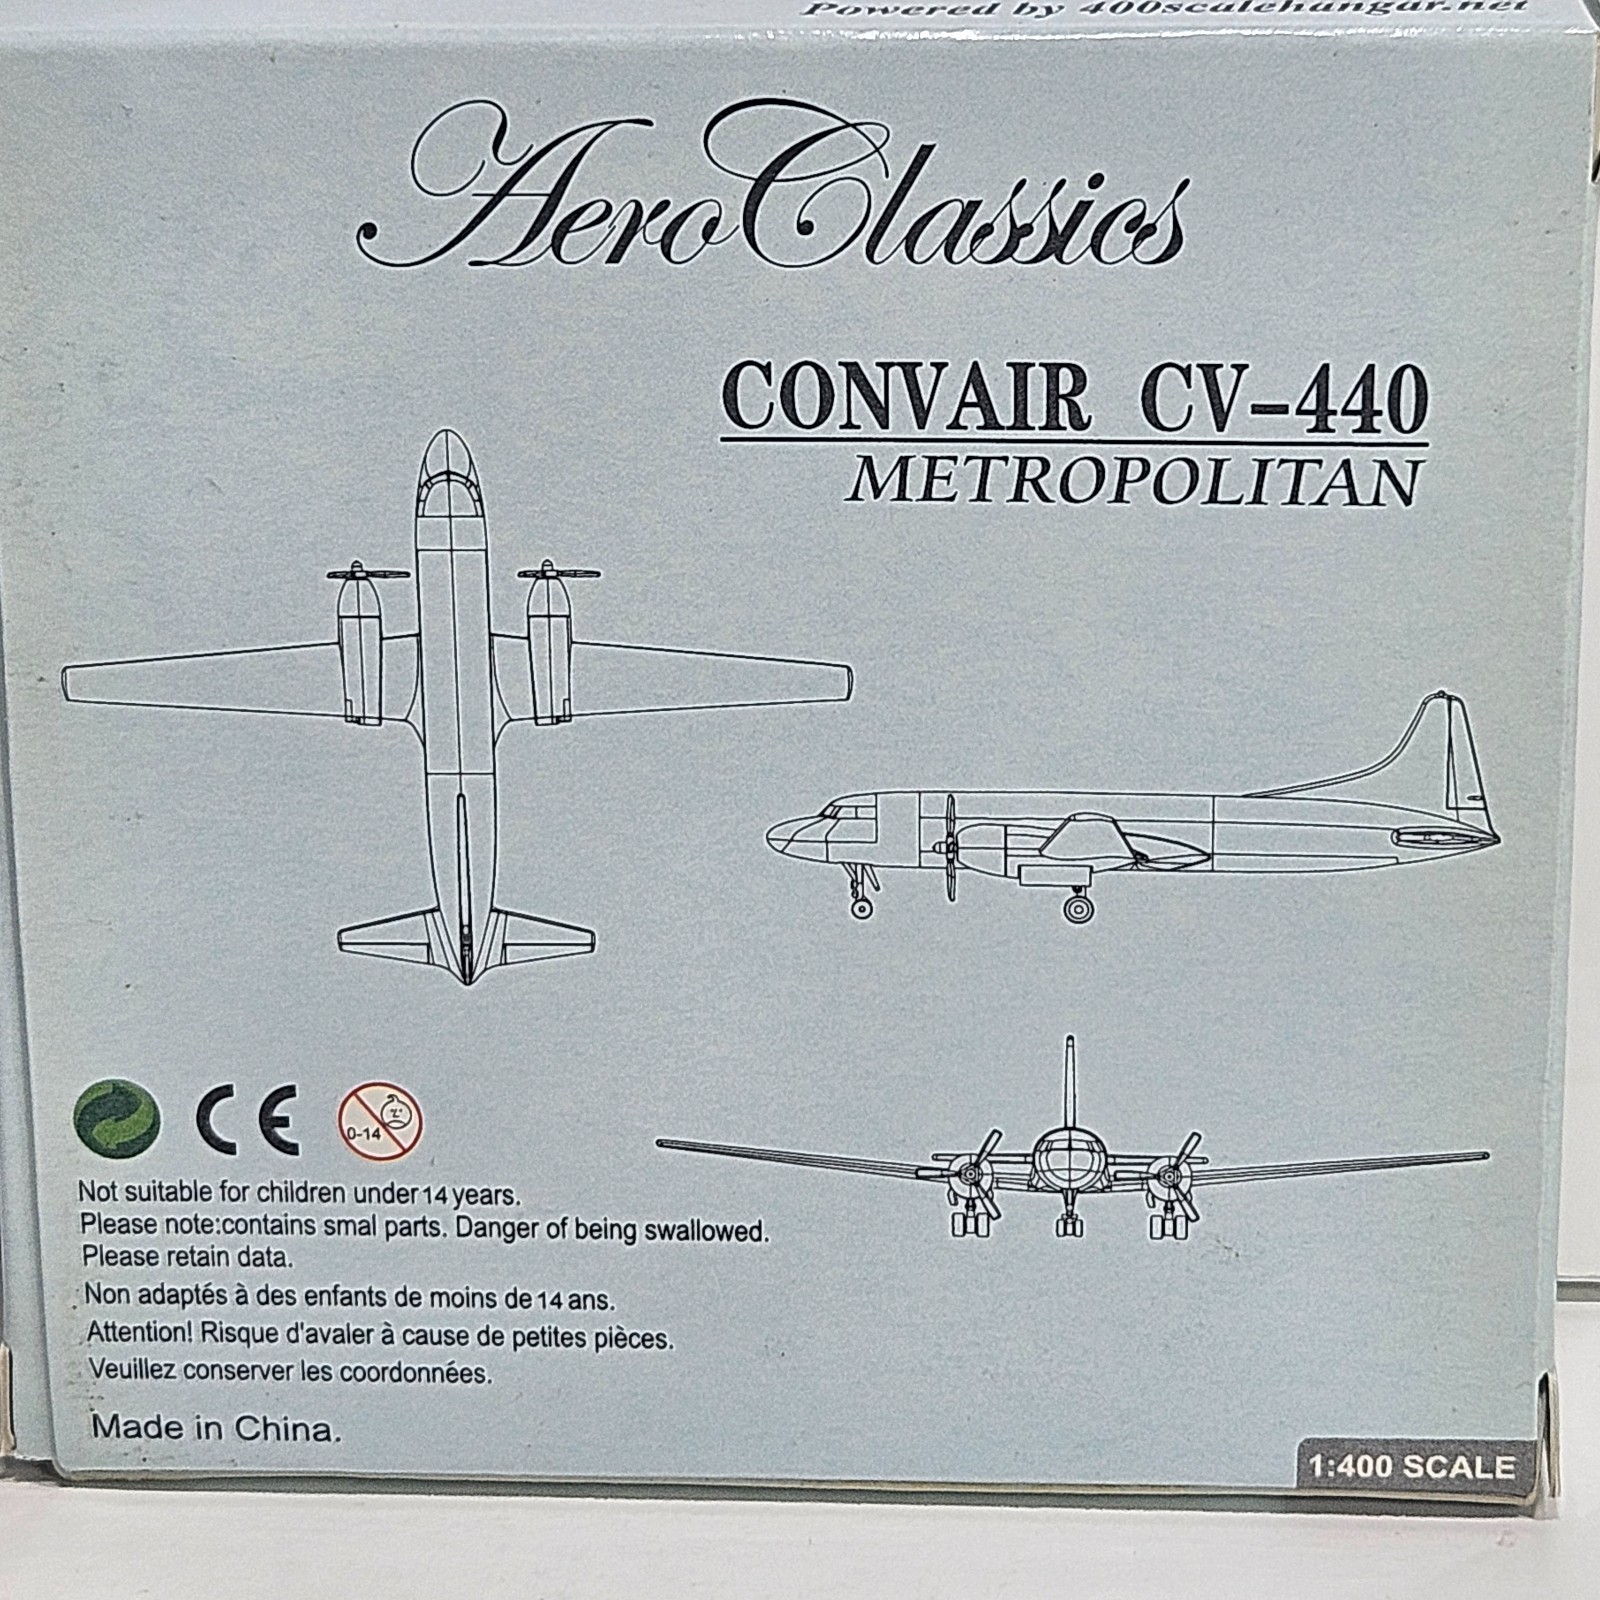 Powered by 400scalehangar.net
AeroClassics
CONVAIR CV-440
METROPOLITAN
CE
0-14
Not suitable for children under 14 years.
Please note:contains smal parts. Danger of being swallowed.
Please retain data.
Non adaptés à des enfants de moins de 14 ans.
Attention! Risque d'avaler à cause de petites pièces.
Veuillez conserver les coordonnées.
Made in China.
1:400 SCALE